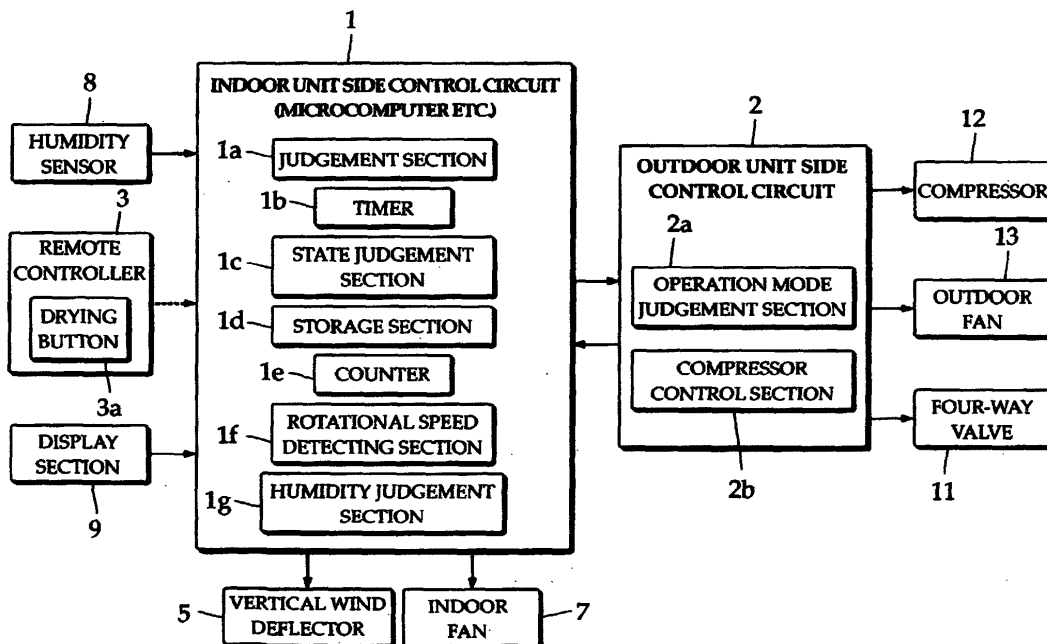 1
INDOOR UNIT SIDE CONTROL CIRCUIT
(MICROCOMPUTER ETC.)
8
HUMIDITY
SENSOR
1a
JUDGEMENT SECTION
1b
TIMER
3
REMOTE
CONTROLLER
DRYING
BUTTON
3a
1c
STATE JUDGEMENT
SECTION
1d
STORAGE SECTION
1e
COUNTER
1f
ROTATIONAL SPEED
DETECTING SECTION
1g
HUMIDITY JUDGEMENT
SECTION
DISPLAY
SECTION
9
2
OUTDOOR UNIT SIDE
CONTROL CIRCUIT
2a
OPERATION MODE
JUDGEMENT SECTION
COMPRESSOR
CONTROL SECTION
2b
12
COMPRESSOR
13
OUTDOOR
FAN
FOUR-WAY
VALVE
11
5
VERTICAL WIND
DEFLECTOR
INDOOR
FAN
7